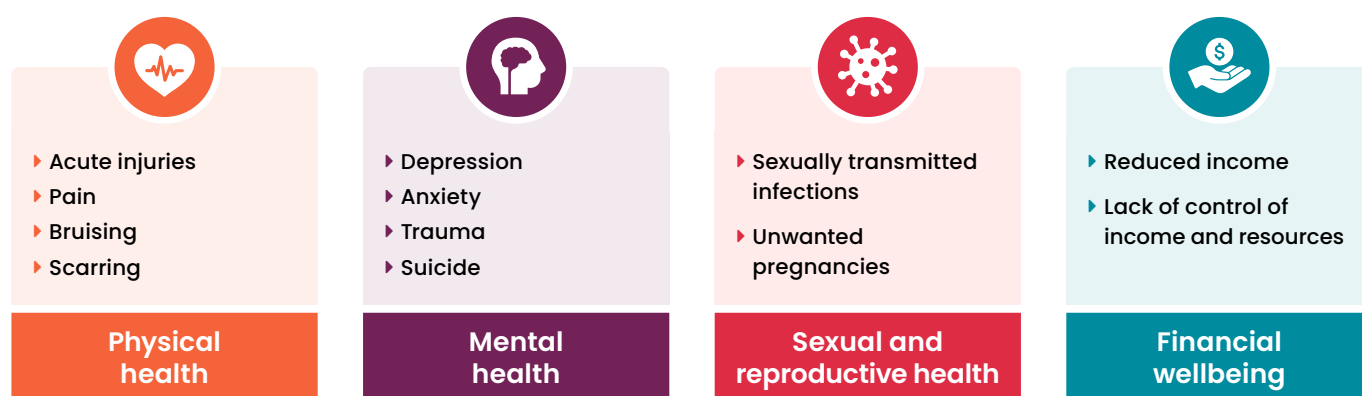 Acute injuries
Pain
Bruising
Scarring
Physical
health
Depression
Anxiety
Trauma
Suicide
Mental
health
Sexually transmitted
infections
Unwanted
pregnancies
Sexual and
reproductive health
$
Reduced income
Lack of control of
income and resources
Financial
wellbeing